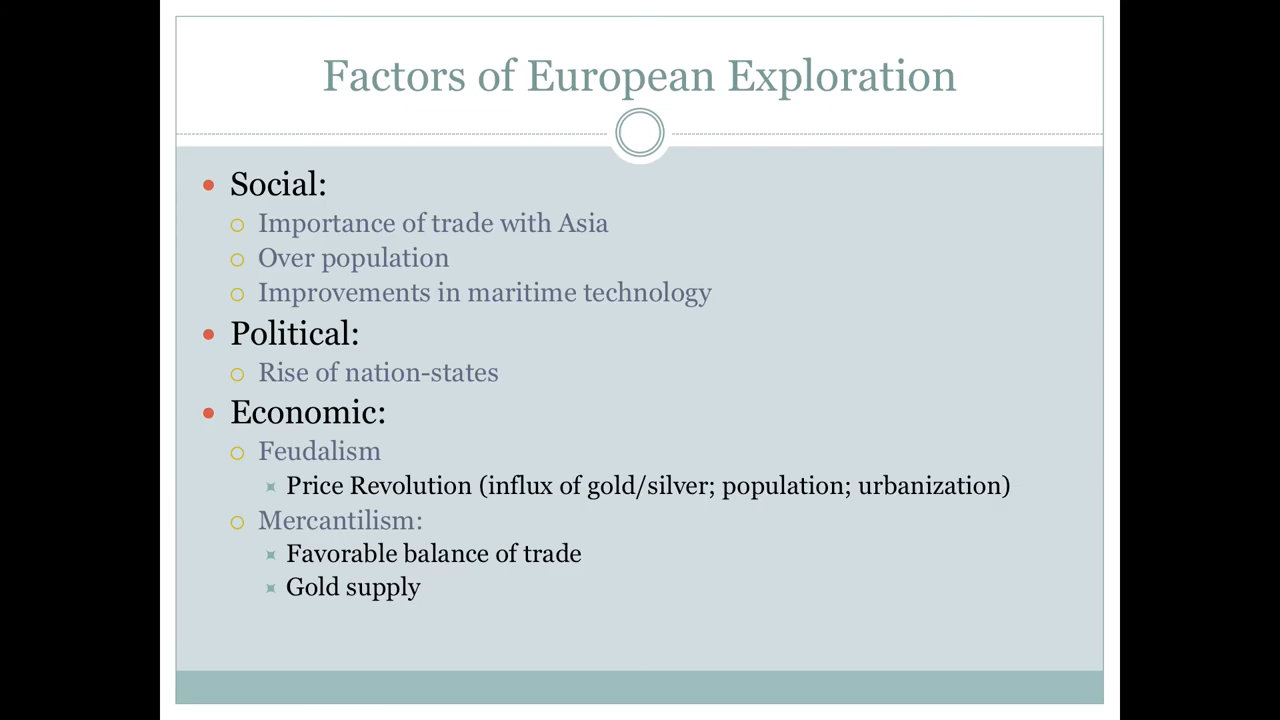 Factors of European Exploration
Social:
Importance of trade with Asia
Over population
Improvements in maritime technology
Political:
Rise of nation-states
Economic:
Feudalism
Price Revolution (influx of gold/silver; population; urbanization)
Mercantilism:
Favorable balance of trade
Gold supply